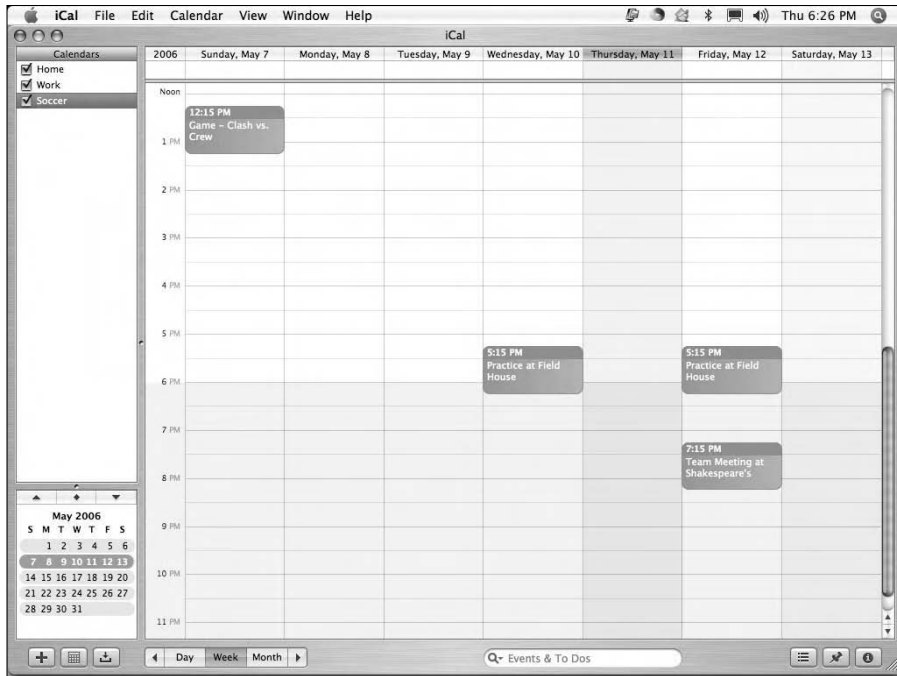 iCal File Edit Calendar View Window Help Thu 6:26 PM
iCal
Calendars
Home
Work
Soccer
2006 Sunday, May 7 Monday, May 8 Tuesday, May 9 Wednesday, May 10 Thursday, May 11 Friday, May 12 Saturday, May 13
Noon
12:15 PM
Game – Clash vs.
Crew
1 PM
2 PM
3 PM
4 PM
5 PM
5:15 PM
Practice at Field
House
5:15 PM
Practice at Field
House
6 PM
7 PM
7:15 PM
Team Meeting at
Shakespeare's
8 PM
9 PM
10 PM
11 PM
May 2006
S M T W T F S
1 2 3 4 5 6
7 8 9 10 11 12 13
14 15 16 17 18 19 20
21 22 23 24 25 26 27
28 29 30 31
Day Week Month
Events & To Dos